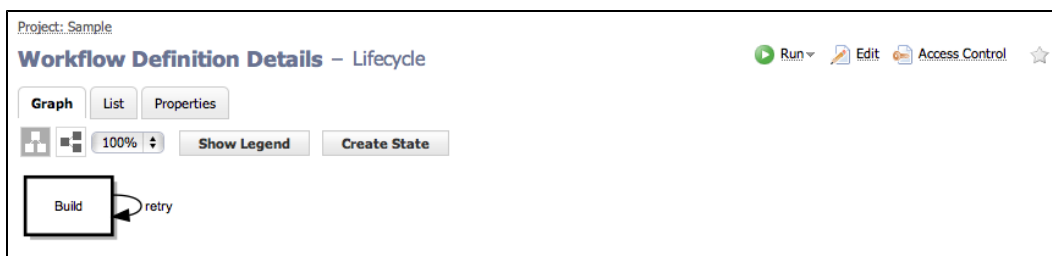 Project: Sample
Workflow Definition Details – Lifecycle
Run Edit Access Control
Graph List Properties
100% Show Legend Create State
Build retry